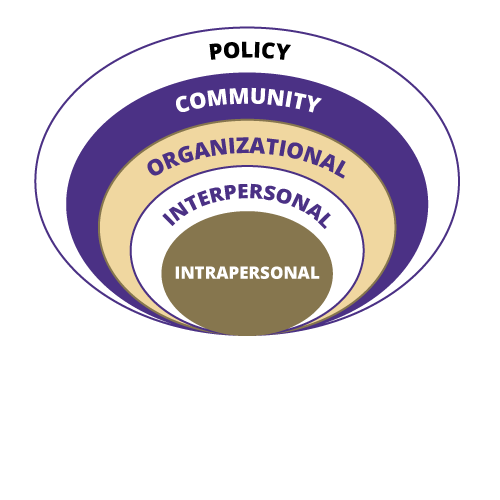 POLICY
COMMUNITY
ORGANIZATIONAL
INTERPERSONAL
INTRAPERSONAL